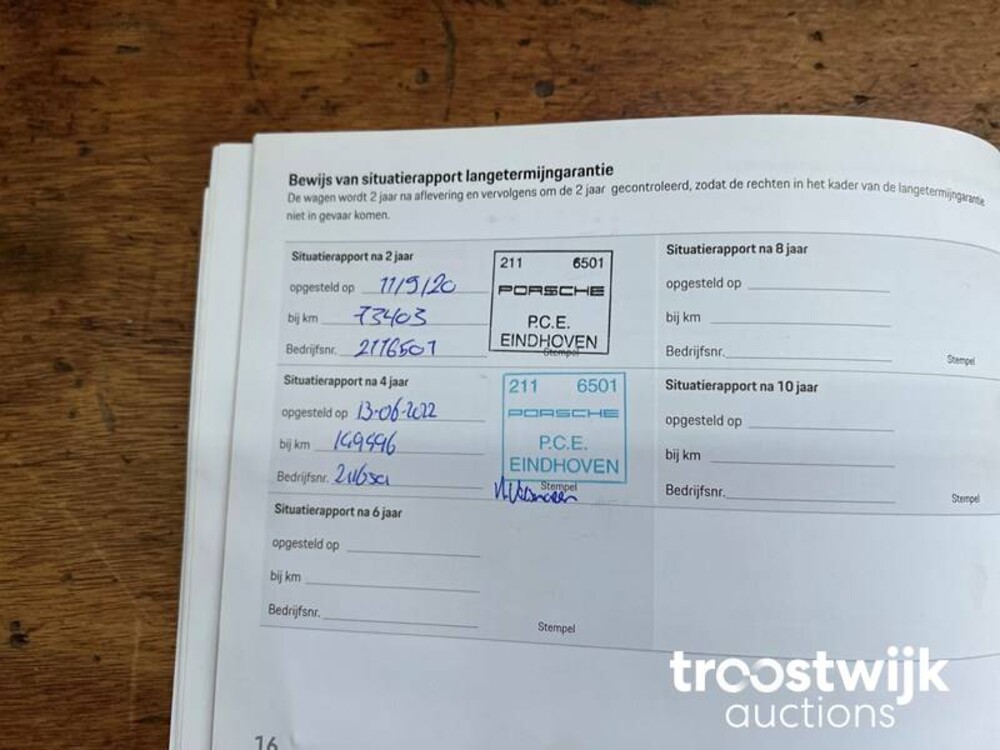 Bewijs van situatierapport langetermijngarantie
De wagen wordt 2 jaar na aflevering en vervolgens om de 2 jaar gecontroleerd, zodat de rechten in het kader van de langetermijngarantie
niet in gevaar komen.
Situatierapport na 2 jaar
opgesteld op 11/9/20
bij km 73403
Bedrijfsnr. 2116501
211 6501
PORSCHE
P.C.E.
EINDHOVEN
Stempel
Situatierapport na 4 jaar
opgesteld op 13-06-2022
bij km 149496
Bedrijfsnr. 2116501
211 6501
PORSCHE
P.C.E.
EINDHOVEN
Stempel
Situatierapport na 6 jaar
opgesteld op
bij km
Bedrijfsnr.
Stempel
Situatierapport na 8 jaar
opgesteld op
bij km
Bedrijfsnr.
Stempel
Situatierapport na 10 jaar
opgesteld op
bij km
Bedrijfsnr.
Stempel
16
troostwijk
auctions